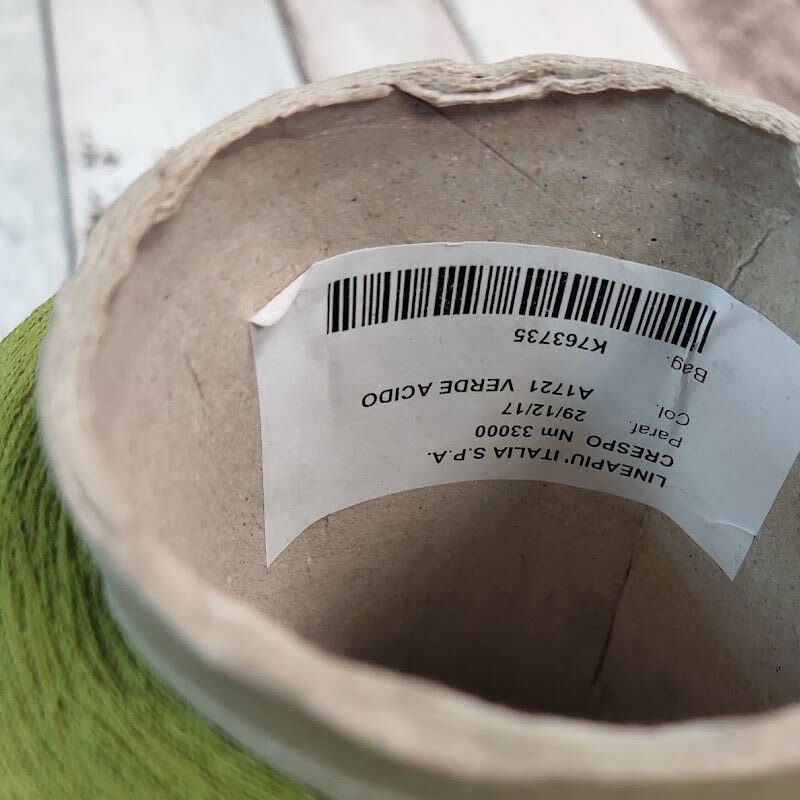 LINEAPIU' ITALIA S.P.A.
CRESPO Nm 33000
Paraf. 29/12/17
Col. A1721 VERDE ACIDO
Bag. K763735